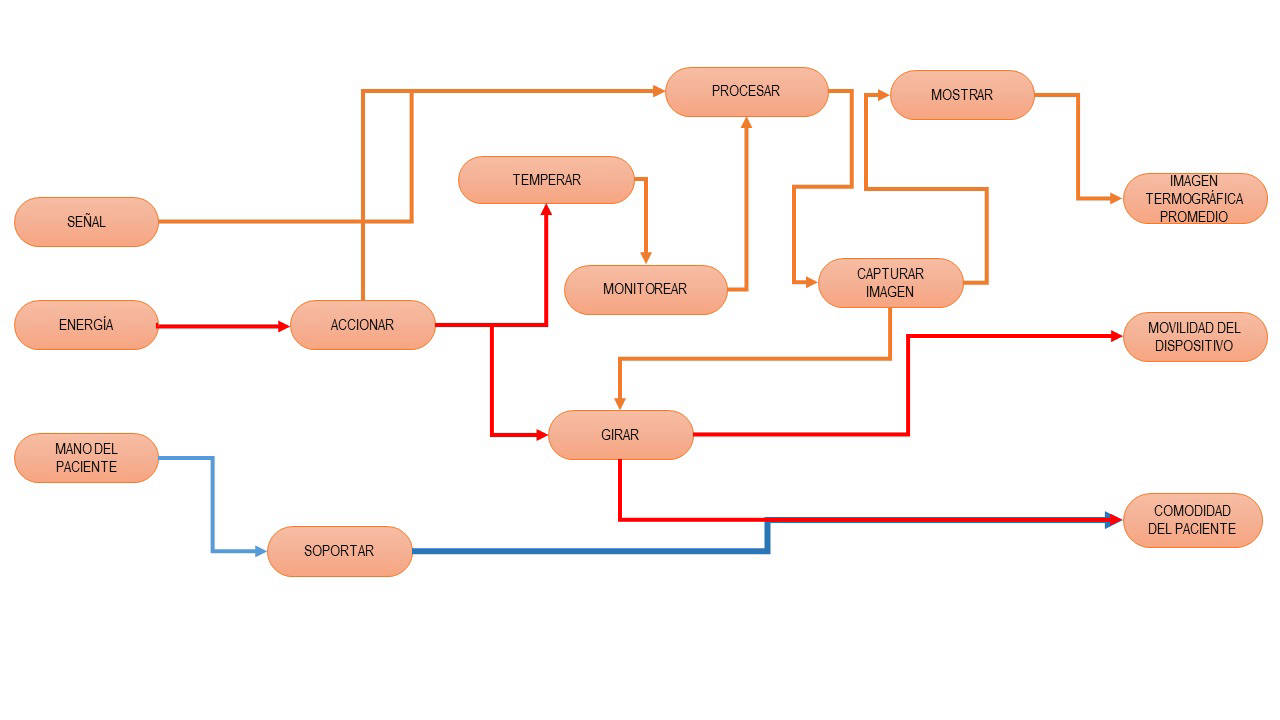 PROCESAR
MOSTRAR
TEMPERAR
IMAGEN
TERMOGRÁFICA
PROMEDIO
SEÑAL
MONITOREAR
CAPTURAR
IMAGEN
ENERGÍA
ACCIONAR
MOVILIDAD DEL
DISPOSITIVO
GIRAR
MANO DEL
PACIENTE
COMODIDAD
DEL PACIENTE
SOPORTAR